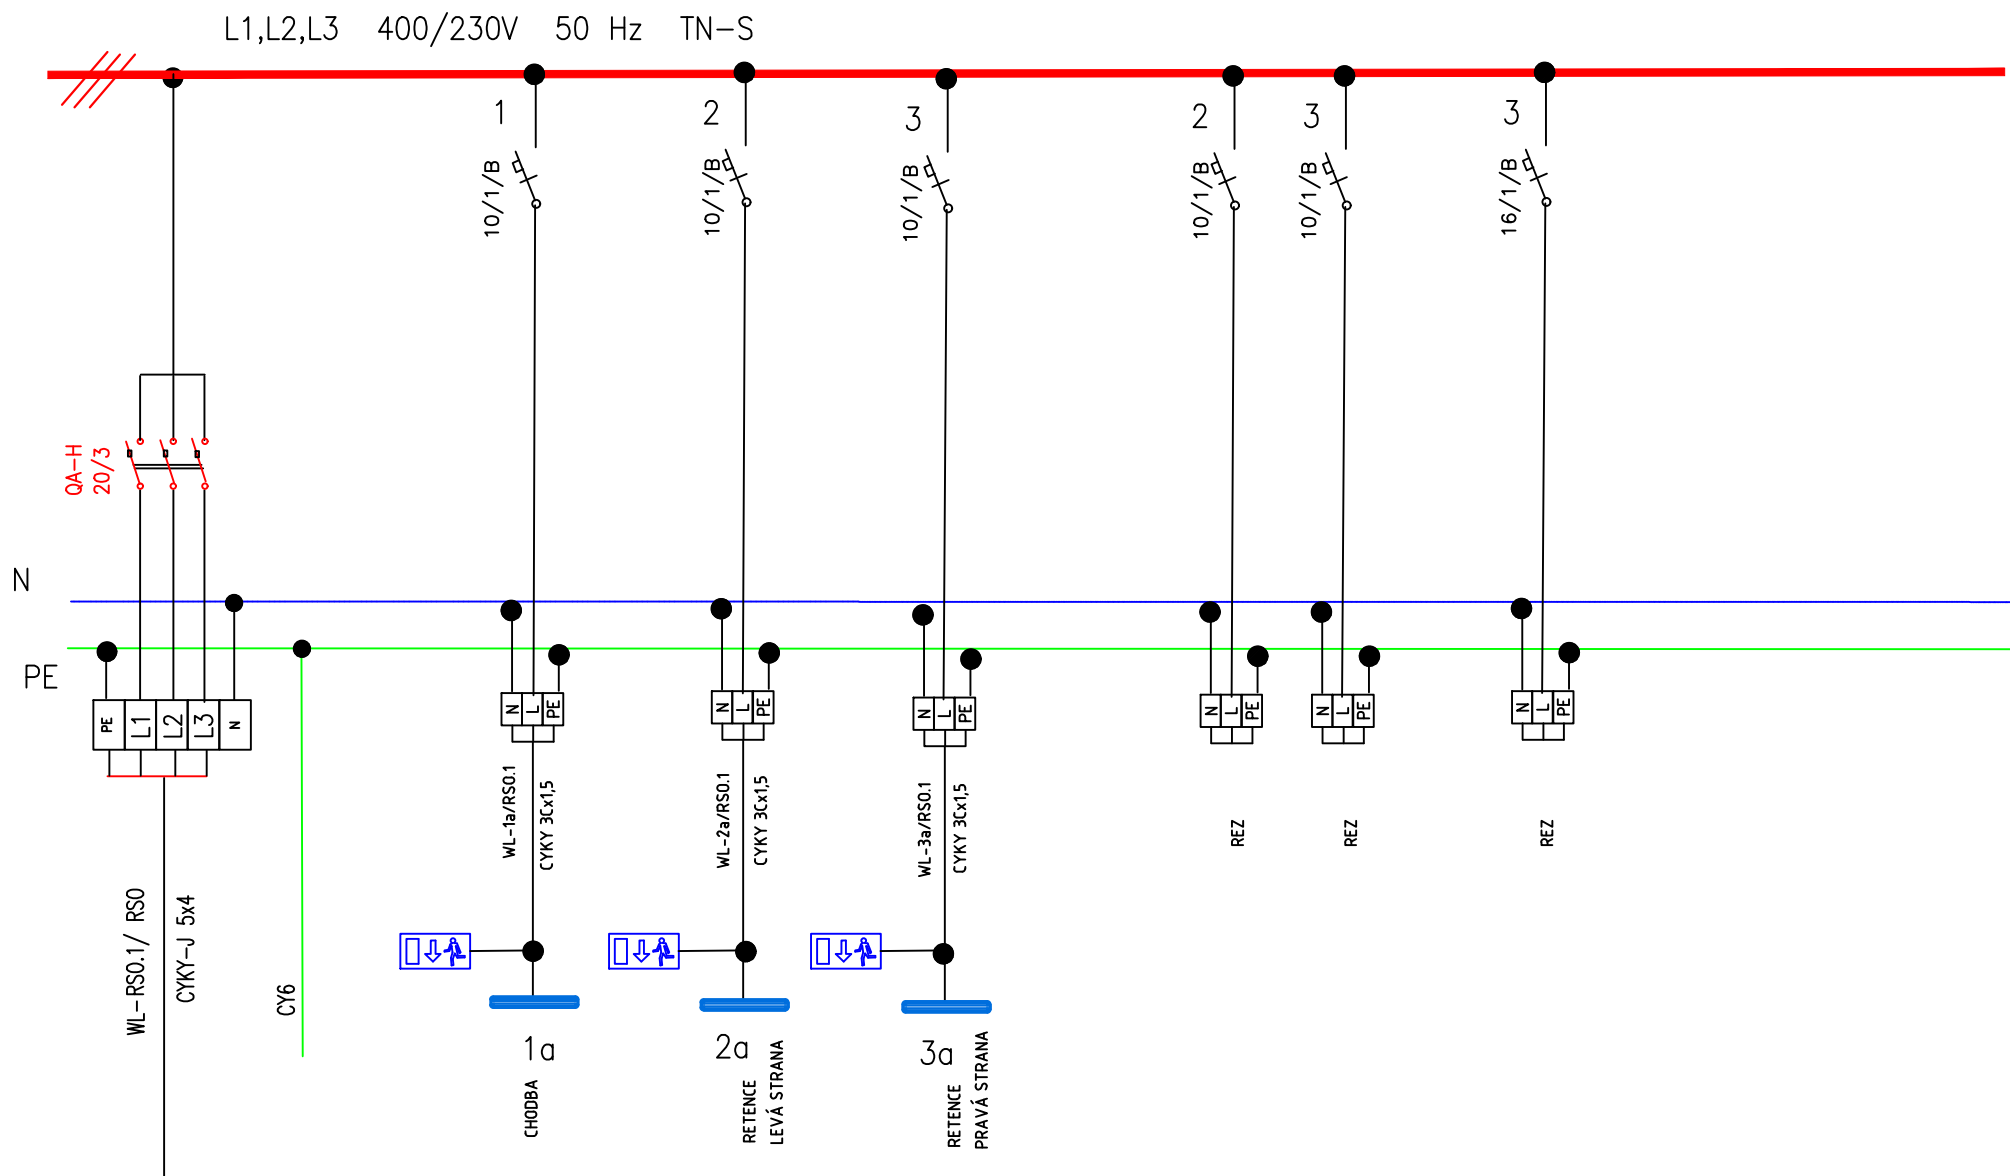 L1,L2,L3 400/230V 50 Hz TN-S
1
2
3
2
3
3
10/1/B
10/1/B
10/1/B
10/1/B
10/1/B
16/1/B
QA-H
20/3
N
PE
PE
L1
L2
L3
N
N
L
PE
N
L
PE
N
L
PE
N
L
PE
N
L
PE
N
L
PE
WL-RS0.1/ RS0
CYKY-J 5x4
CY6
WL-1a/RS0.1
CYKY 3Cx1,5
WL-2a/RS0.1
CYKY 3Cx1,5
WL-3a/RS0.1
CYKY 3Cx1,5
REZ
REZ
REZ
1a
CHODBA
2a
RETENCE
LEVÁ STRANA
3a
RETENCE
PRAVÁ STRANA